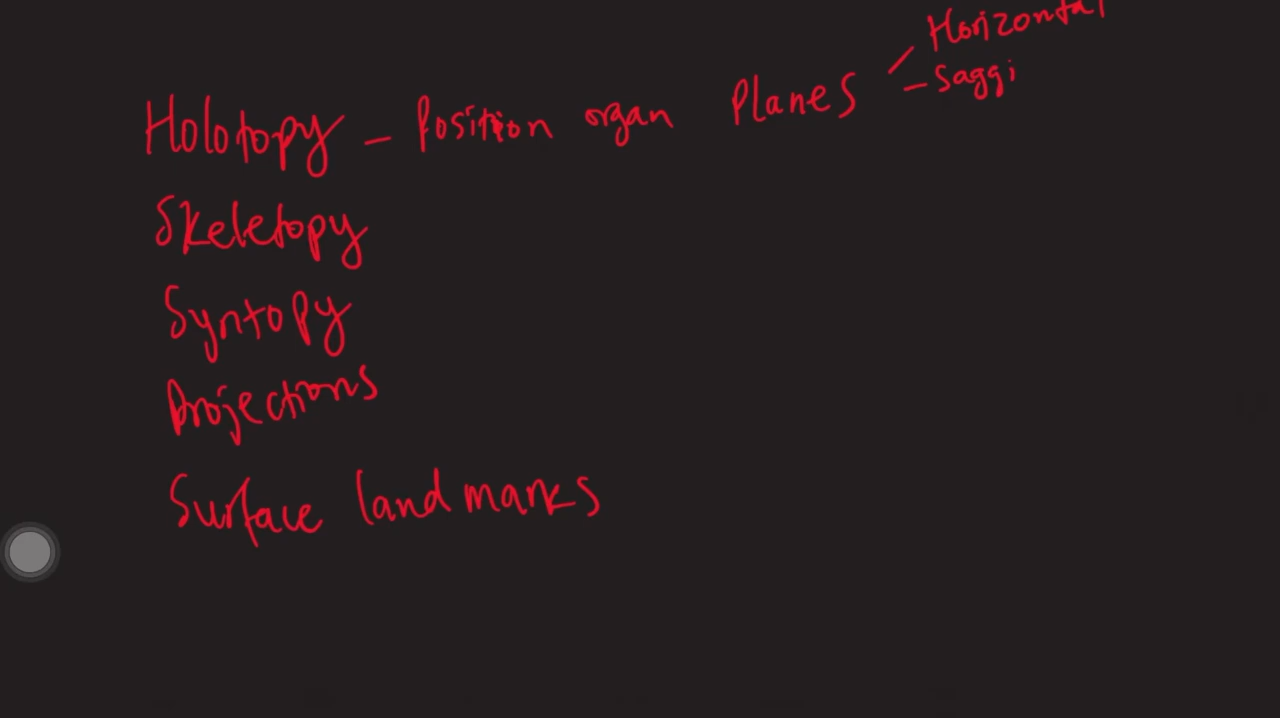 Horizontal
Holotopy - Position organ Planes - Saggi
Skeletopy
Syntopy
Projections
Surface landmarks